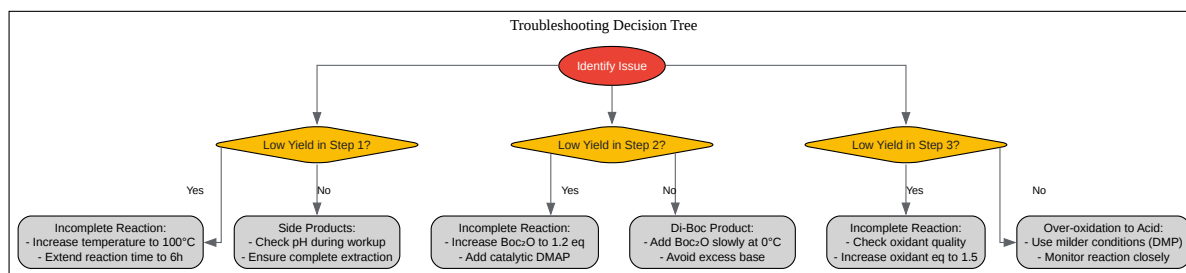 Troubleshooting Decision Tree
Identify Issue
Low Yield in Step 1?
Low Yield in Step 2?
Low Yield in Step 3?
Yes
No
Yes
No
Yes
No
Incomplete Reaction:
- Increase temperature to 100°C
- Extend reaction time to 6h
Side Products:
- Check pH during workup
- Ensure complete extraction
Incomplete Reaction:
- Increase Boc₂O to 1.2 eq
- Add catalytic DMAP
Di-Boc Product:
- Add Boc₂O slowly at 0°C
- Avoid excess base
Incomplete Reaction:
- Check oxidant quality
- Increase oxidant eq to 1.5
Over-oxidation to Acid:
- Use milder conditions (DMP)
- Monitor reaction closely